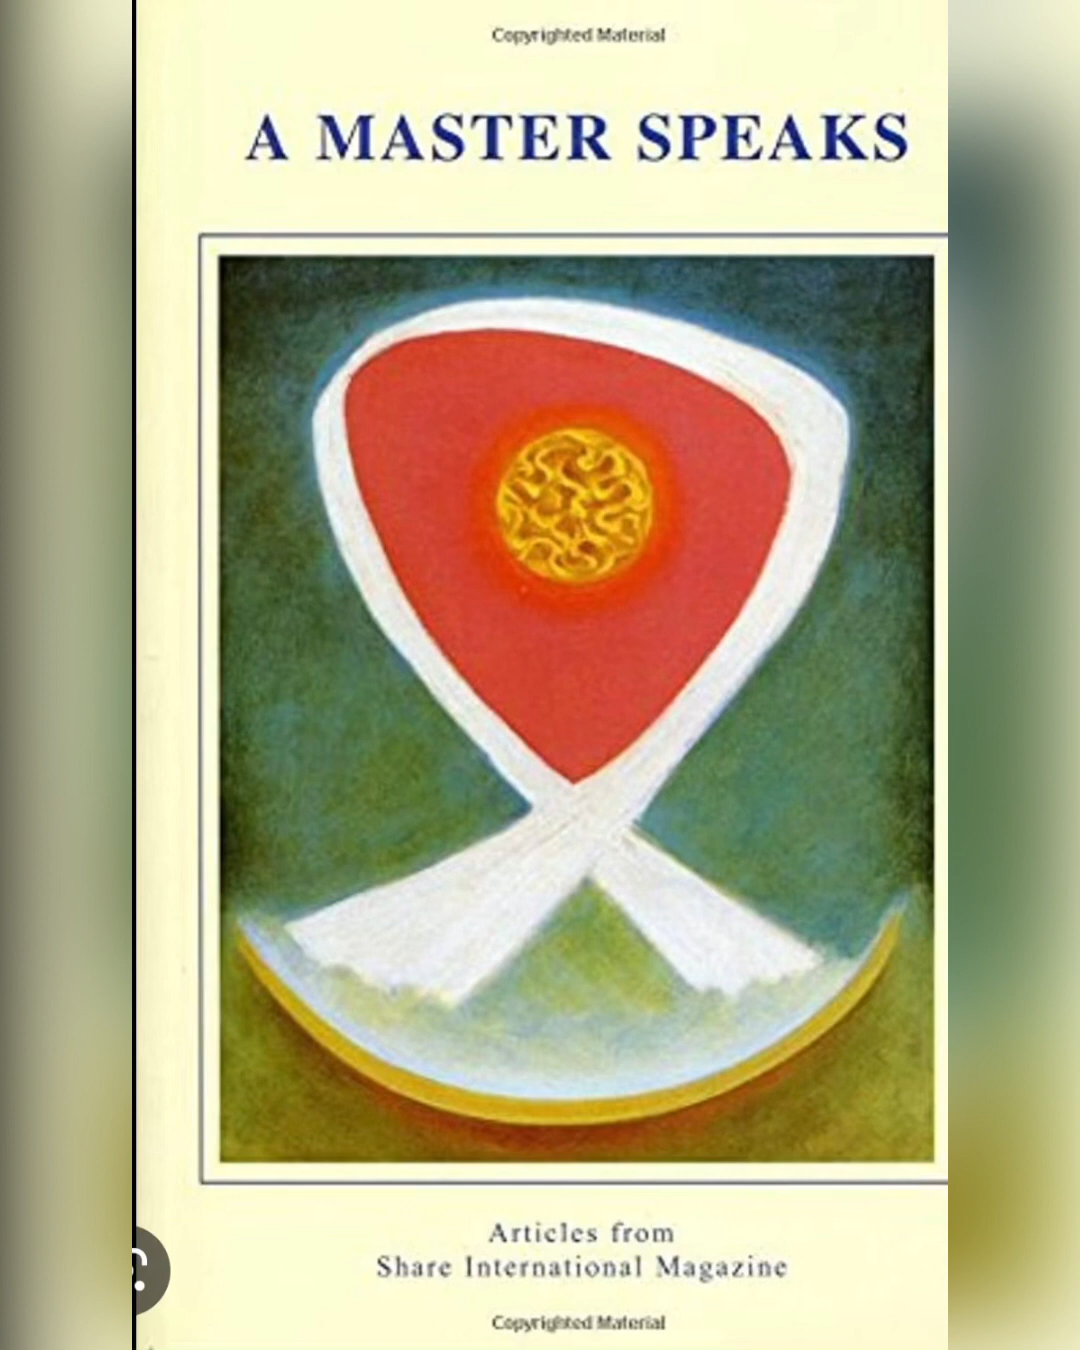 Copyrighted Material
A MASTER SPEAKS
Articles from
Share International Magazine
Copyrighted Material